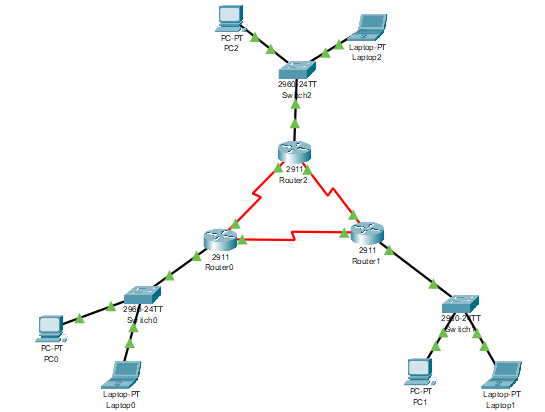 PC-PT
PC2
Laptop-PT
Laptop2
2960-24TT
Switch2
2911
Router2
2911
Router0
2911
Router1
2960-24TT
Switch0
2960-24TT
Switch1
PC-PT
PC0
Laptop-PT
Laptop0
PC-PT
PC1
Laptop-PT
Laptop1